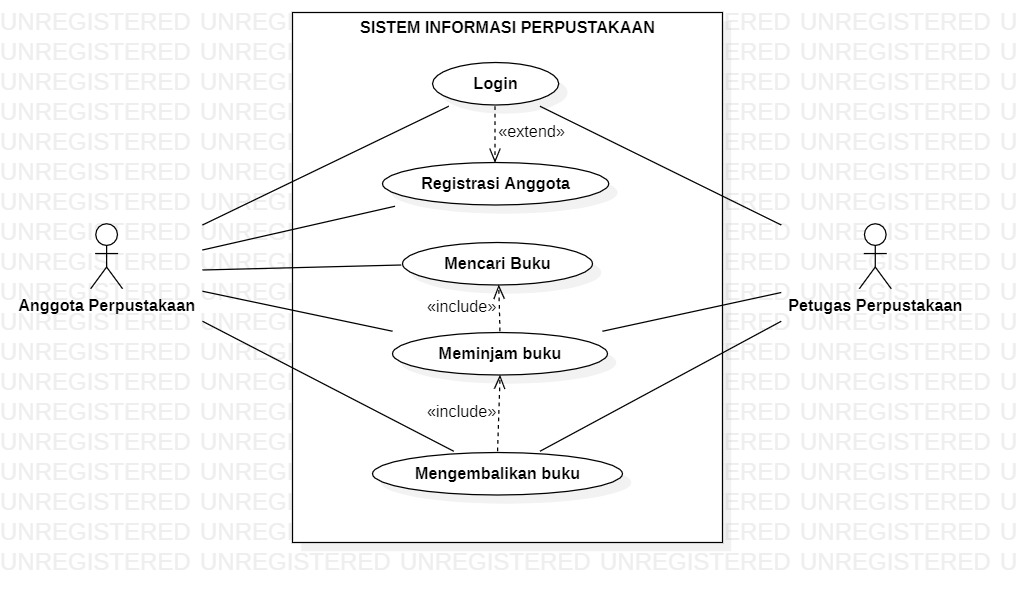 SISTEM INFORMASI PERPUSTAKAAN
Login
«extend»
Registrasi Anggota
Mencari Buku
«include»
Anggota Perpustakaan
Petugas Perpustakaan
Meminjam buku
«include»
Mengembalikan buku
UNREGISTERED UNREGISTERED UNREGISTERED UNREGISTERED UNREGISTERED U